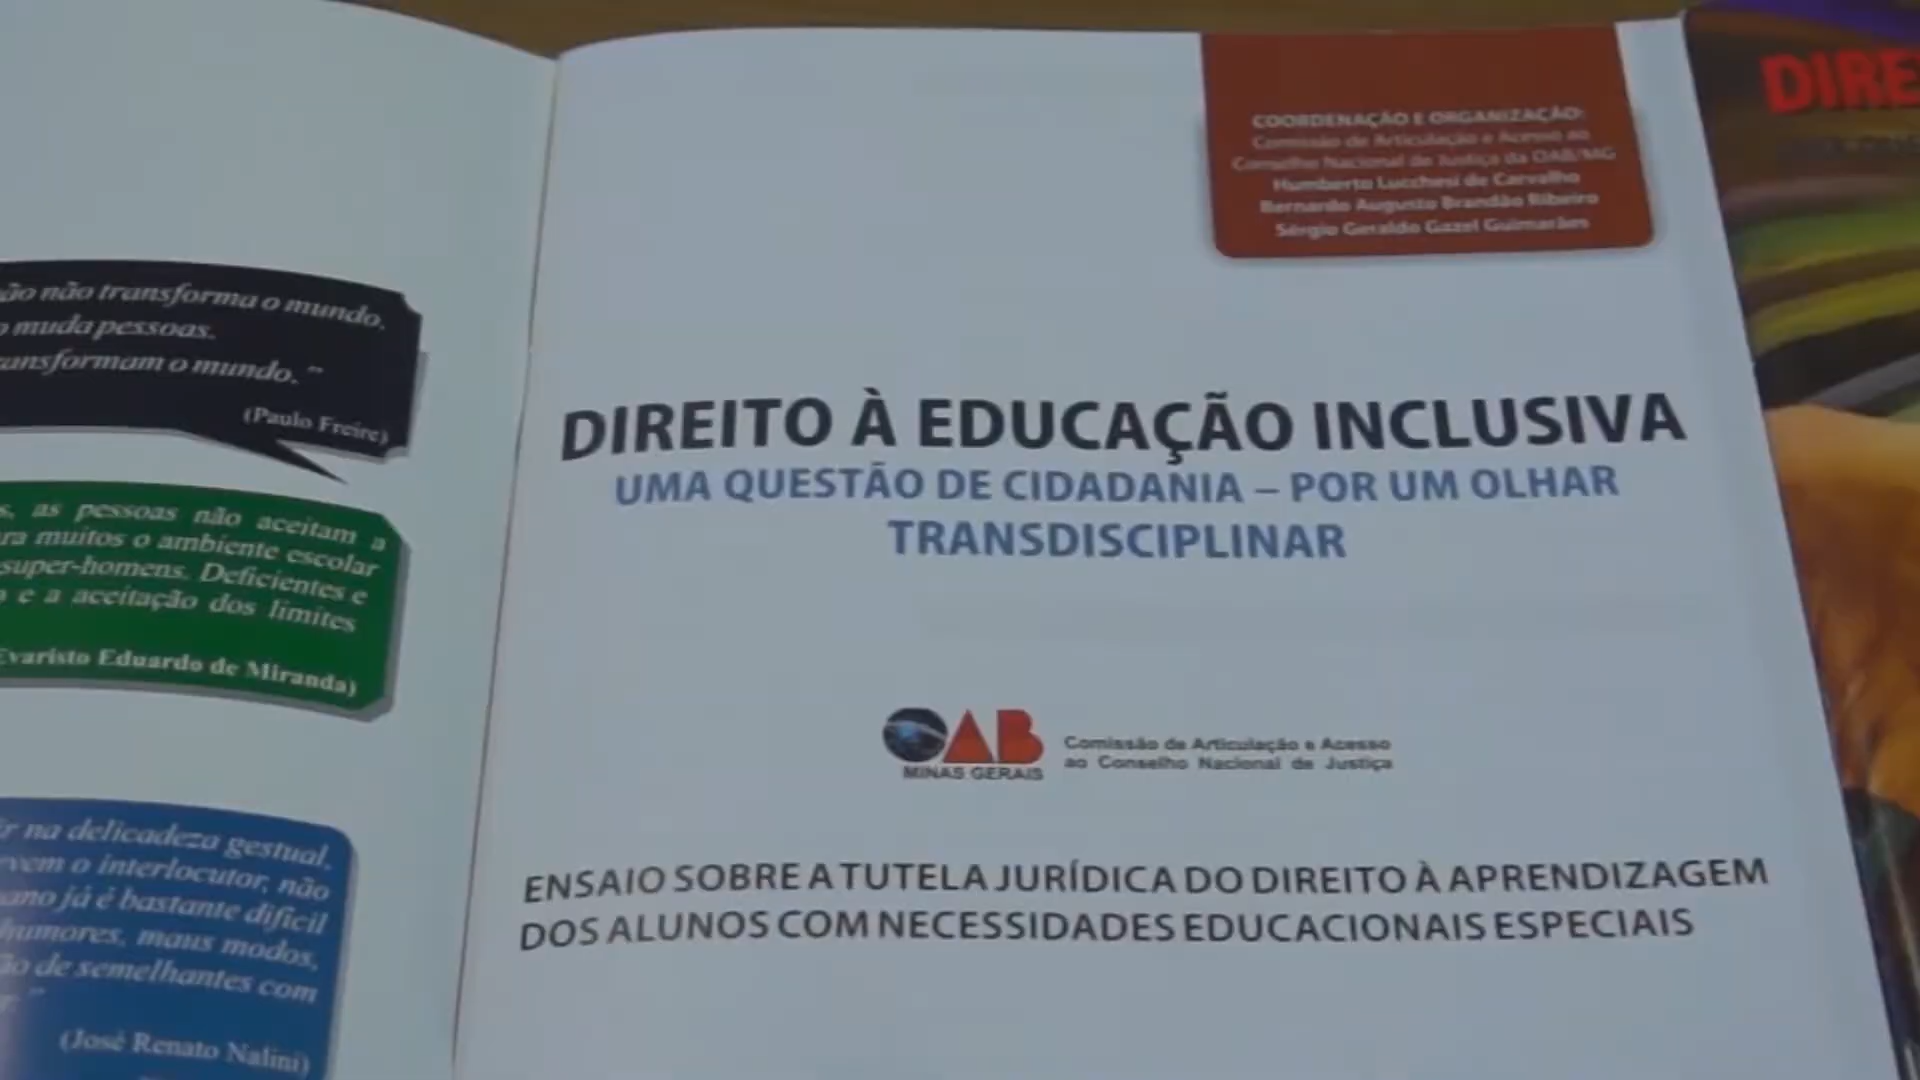 ão não transforma o mundo.
muda pessoas.
transformam o mundo."
(Paulo Freire)
as pessoas não aceitam a
muitos o ambiente escolar
super-homens. Deficientes e
e a aceitação dos limites
Evaristo Eduardo de Miranda)
na delicadeza gestual,
o interlocutor, não
ano já é bastante difícil
humores, maus modos,
de semelhantes com
(José Renato Nalini)
COORDENAÇÃO E ORGANIZAÇÃO:
Comissão de Articulação e Acesso ao
Conselho Nacional de Justiça da OAB/MG
Humberto Lucchesi de Carvalho
Bernardo Augusto Brandão Ribeiro
Sérgio Geraldo Gazel Guimarães
DIREITO À EDUCAÇÃO INCLUSIVA
UMA QUESTÃO DE CIDADANIA – POR UM OLHAR
TRANSDISCIPLINAR
OAB
MINAS GERAIS
Comissão de Articulação e Acesso
ao Conselho Nacional de Justiça
ENSAIO SOBRE A TUTELA JURÍDICA DO DIREITO À APRENDIZAGEM
DOS ALUNOS COM NECESSIDADES EDUCACIONAIS ESPECIAIS
DIRE